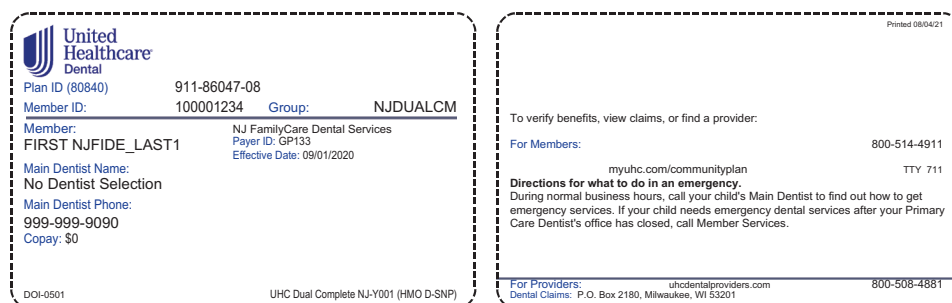 United
Healthcare
Dental
Plan ID (80840) 911-86047-08
Member ID: 100001234 Group: NJDUALCM
Member:
FIRST NJFIDE_LAST1
NJ FamilyCare Dental Services
Payer ID: GP133
Effective Date: 09/01/2020
Main Dentist Name:
No Dentist Selection
Main Dentist Phone:
999-999-9090
Copay: $0
DOI-0501 UHC Dual Complete NJ-Y001 (HMO D-SNP)
Printed 08/04/21
To verify benefits, view claims, or find a provider:
For Members: 800-514-4911
myuhc.com/communityplan TTY 711
Directions for what to do in an emergency.
During normal business hours, call your child's Main Dentist to find out how to get
emergency services. If your child needs emergency dental services after your Primary
Care Dentist's office has closed, call Member Services.
For Providers: uhcdentalproviders.com 800-508-4881
Dental Claims: P.O. Box 2180, Milwaukee, WI 53201